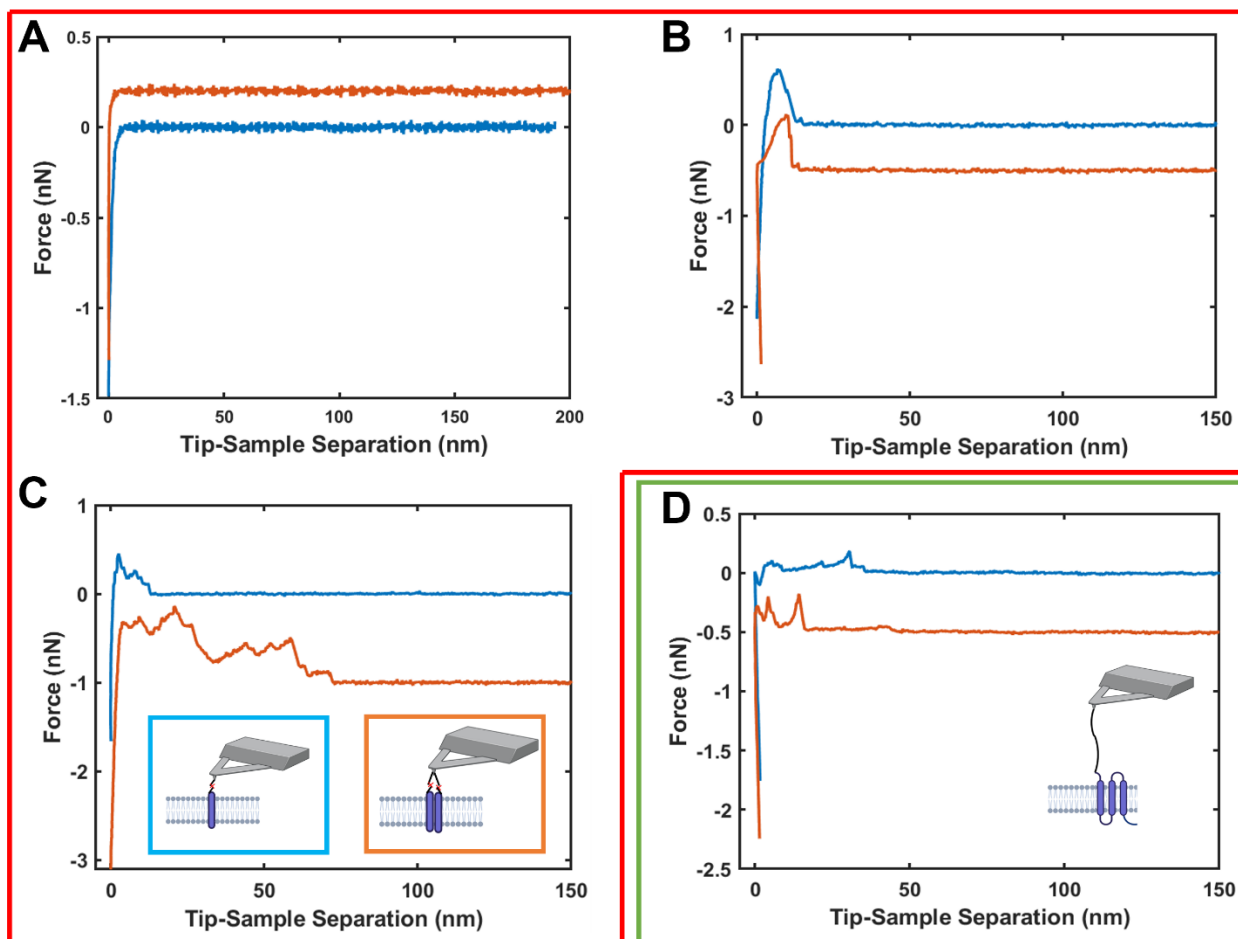 A
0.5
0
-0.5
-1
-1.5
Force (nN)
0 50 100 150 200
Tip-Sample Separation (nm)
B
1
0
-1
-2
-3
Force (nN)
0 50 100 150
Tip-Sample Separation (nm)
C
1
0
-1
-2
-3
Force (nN)
0 50 100 150
Tip-Sample Separation (nm)
D
0.5
0
-0.5
-1
-1.5
-2
-2.5
Force (nN)
0 50 100 150
Tip-Sample Separation (nm)